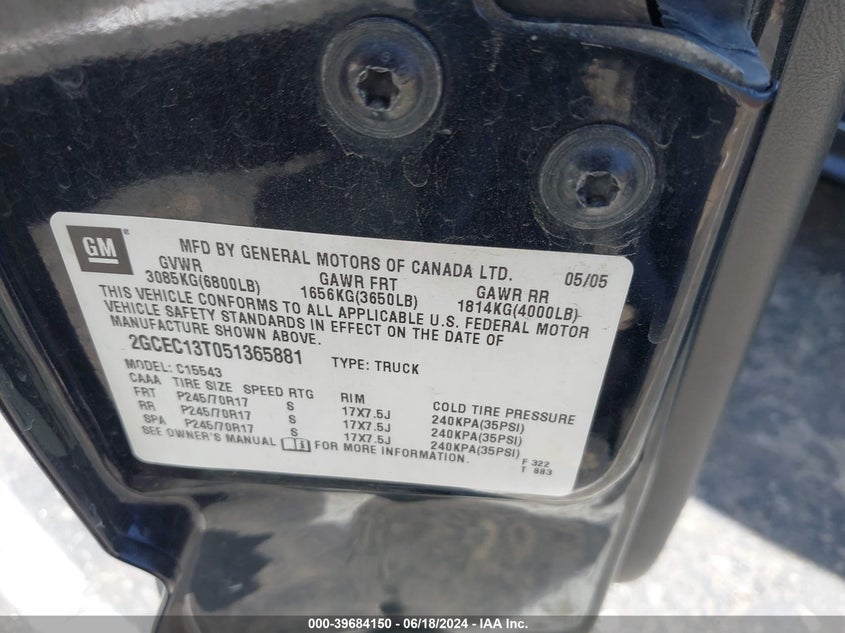 GM ®
MFD BY GENERAL MOTORS OF CANADA LTD. 05/05
GVWR GAWR FRT GAWR RR
3085KG(6800LB) 1656KG(3650LB) 1814KG(4000LB)
THIS VEHICLE CONFORMS TO ALL APPLICABLE U.S. FEDERAL MOTOR
VEHICLE SAFETY STANDARDS IN EFFECT ON THE DATE OF
MANUFACTURE SHOWN ABOVE.
2GCEC13T051365881 TYPE: TRUCK
MODEL: C15543
CAAA TIRE SIZE SPEED RTG RIM COLD TIRE PRESSURE
FRT P245/70R17 S 17X7.5J 240KPA(35PSI)
RR P245/70R17 S 17X7.5J 240KPA(35PSI)
SPA P245/70R17 S 17X7.5J 240KPA(35PSI)
SEE OWNER'S MANUAL FOR MORE INFORMATION.
F 322
T 883
000-39684150 - 06/18/2024 - IAA Inc.